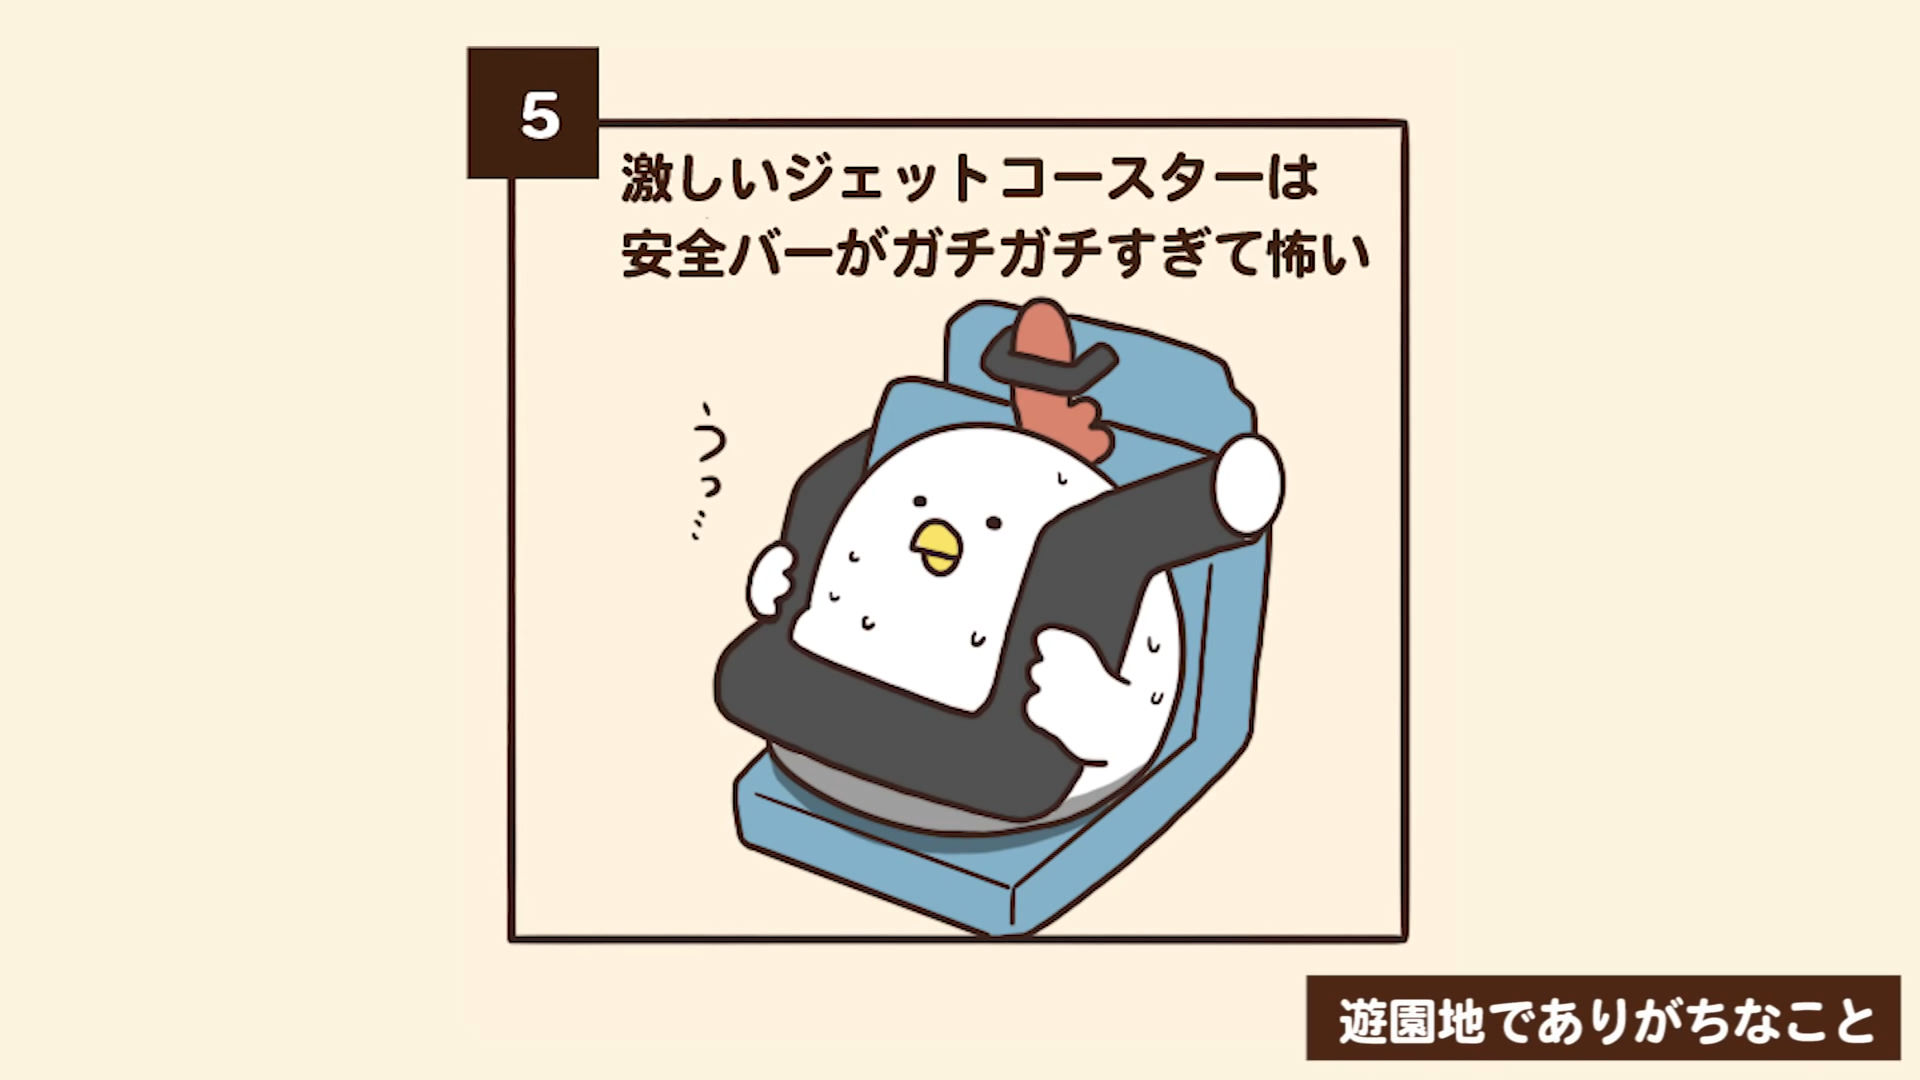 5
激しいジェットコースターは
安全バーがガチガチすぎて怖い
うっ…
遊園地でありがちなこと